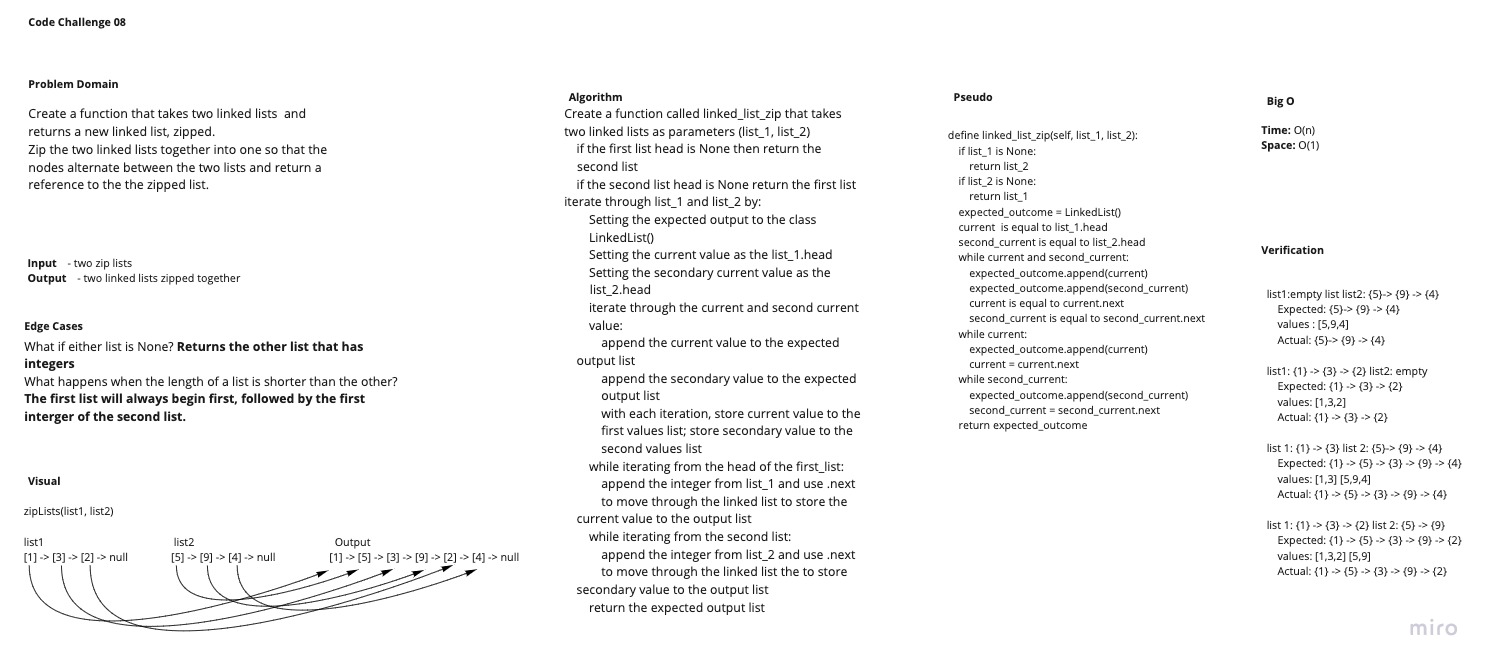 Code Challenge 08
Problem Domain
Create a function that takes two linked lists  and
returns a new linked list, zipped.
Zip the two linked lists together into one so that the
nodes alternate between the two lists and return a
reference to the the zipped list.
Input - two zip lists
Output - two linked lists zipped together
Edge Cases
What if either list is None? Returns the other list that has
integers
What happens when the length of a list is shorter than the other?
The first list will always begin first, followed by the first
interger of the second list.
Visual
zipLists(list1, list2)
list1 list2 Output
[1] -> [3] -> [2] -> null [5] -> [9] -> [4] -> null [1] -> [5] -> [3] -> [9] -> [2] -> [4] -> null
Algorithm
Create a function called linked_list_zip that takes
two linked lists as parameters (list_1, list_2)
if the first list head is None then return the
second list
if the second list head is None return the first list
iterate through list_1 and list_2 by:
Setting the expected output to the class
LinkedList()
Setting the current value as the list_1.head
Setting the secondary current value as the
list_2.head
iterate through the current and second current
value:
append the current value to the expected
output list
append the secondary value to the expected
output list
with each iteration, store current value to the
first values list; store secondary value to the
second values list
while iterating from the head of the first_list:
append the integer from list_1 and use .next
to move through the linked list to store the
current value to the output list
while iterating from the second list:
append the integer from list_2 and use .next
to move through the linked list the to store
secondary value to the output list
return the expected output list
Pseudo
define linked_list_zip(self, list_1, list_2):
if list_1 is None:
return list_2
if list_2 is None:
return list_1
expected_outcome = LinkedList()
current  is equal to list_1.head
second_current is equal to list_2.head
while current and second_current:
expected_outcome.append(current)
expected_outcome.append(second_current)
current is equal to current.next
second_current is equal to second_current.next
while current:
expected_outcome.append(current)
current = current.next
while second_current:
expected_outcome.append(second_current)
second_current = second_current.next
return expected_outcome
Big O
Time: O(n)
Space: O(1)
Verification
list1:empty list list2: {5}-> {9} -> {4}
Expected: {5}-> {9} -> {4}
values : [5,9,4]
Actual: {5}-> {9} -> {4}
list1: {1} -> {3} -> {2} list2: empty
Expected: {1} -> {3} -> {2}
values: [1,3,2]
Actual: {1} -> {3} -> {2}
list 1: {1} -> {3} list 2: {5}-> {9} -> {4}
Expected: {1} -> {5} -> {3} -> {9} -> {4}
values: [1,3] [5,9,4]
Actual: {1} -> {5} -> {3} -> {9} -> {4}
list 1: {1} -> {3} -> {2} list 2: {5} -> {9}
Expected: {1} -> {5} -> {3} -> {9} -> {2}
values: [1,3,2] [5,9]
Actual: {1} -> {5} -> {3} -> {9} -> {2}
miro